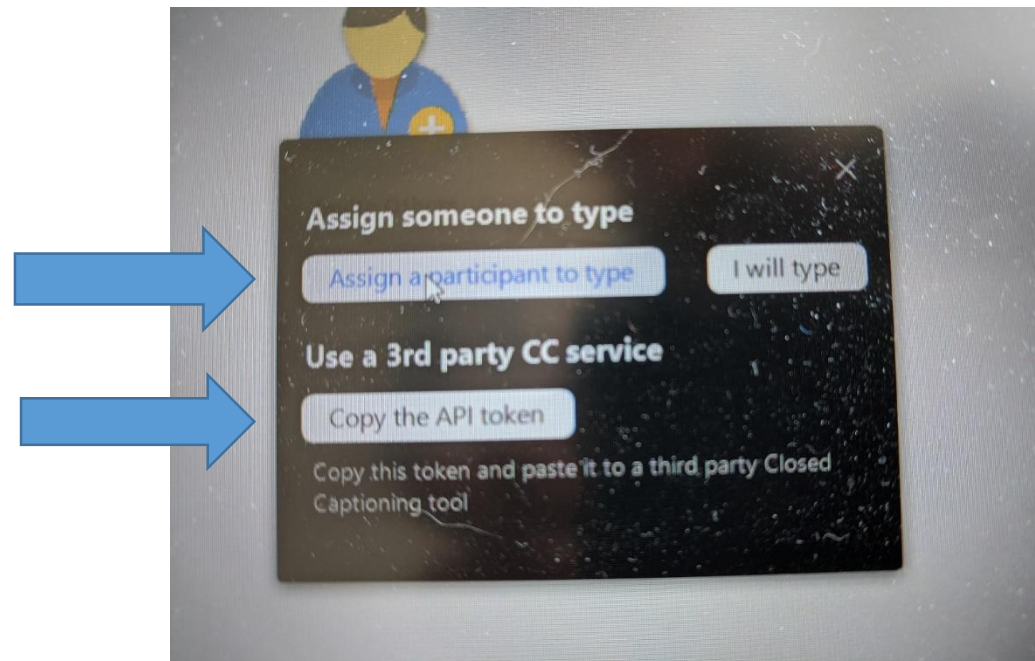 Assign someone to type
Assign a participant to type
I will type
Use a 3rd party CC service
Copy the API token
Copy this token and paste it to a third party Closed
Captioning tool